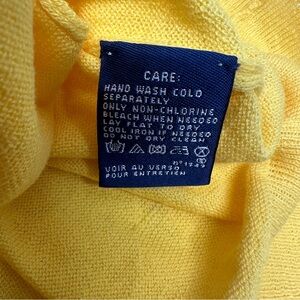 CARE:
HAND WASH COLD
SEPARATELY
ONLY NON-CHLORINE
BLEACH WHEN NEEDED
LAY FLAT TO DRY
COOL IRON IF NEEDED
DO NOT DRY CLEAN
VOIR AU VERSO
POUR ENTRETIEN